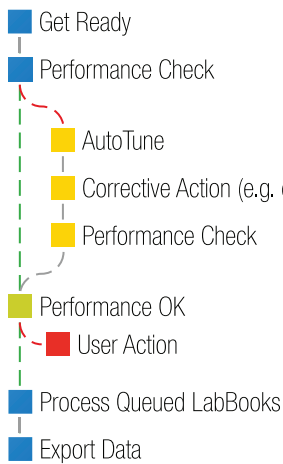 Get Ready
Performance Check
AutoTune
Corrective Action (e.g.
Performance Check
Performance OK
User Action
Process Queued LabBooks
Export Data